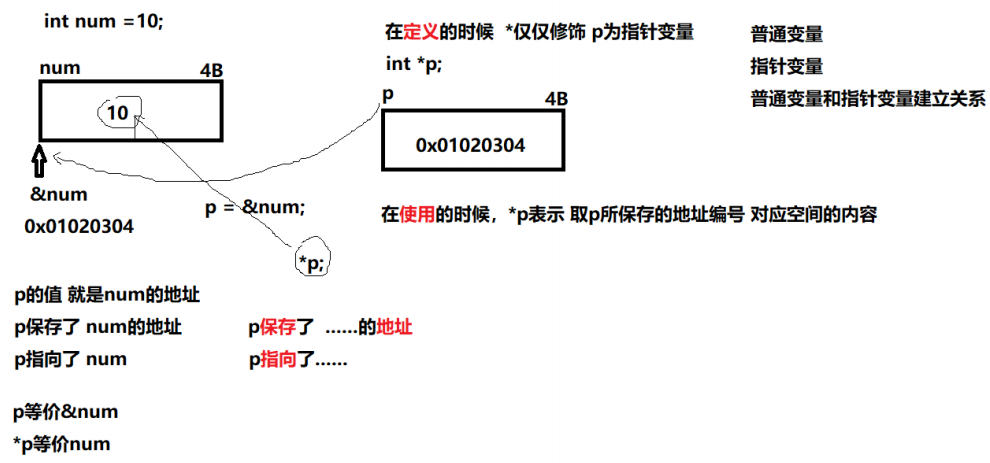 int num =10;
num
4B
10
&num
0x01020304
p = &num;
*p;
在定义的时候 *仅仅修饰 p为指针变量
int *p;
p
4B
0x01020304
普通变量
指针变量
普通变量和指针变量建立关系
在使用的时候，*p表示 取p所保存的地址编号 对应空间的内容
p的值 就是num的地址
p保存了 num的地址
p保存了 ……的地址
p指向了 num
p指向了……
p等价&num
*p等价num